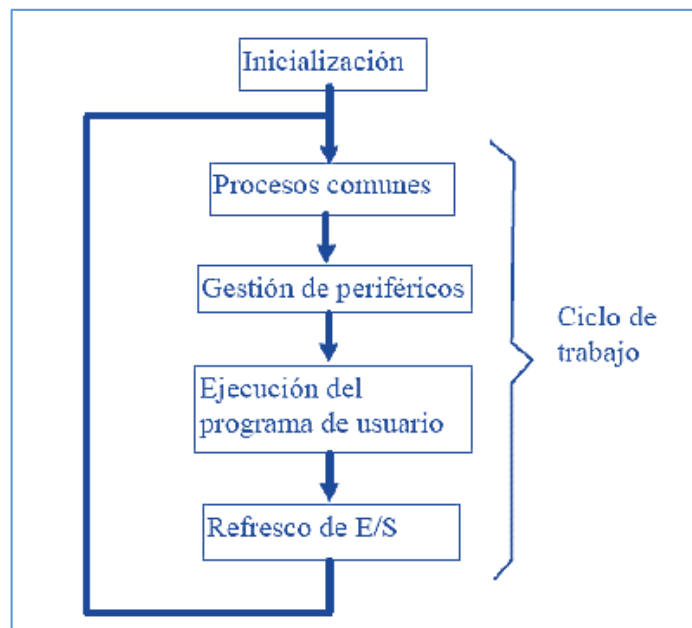 Inicialización
Procesos comunes
Gestión de periféricos
Ejecución del
programa de usuario
Refresco de E/S
Ciclo de
trabajo